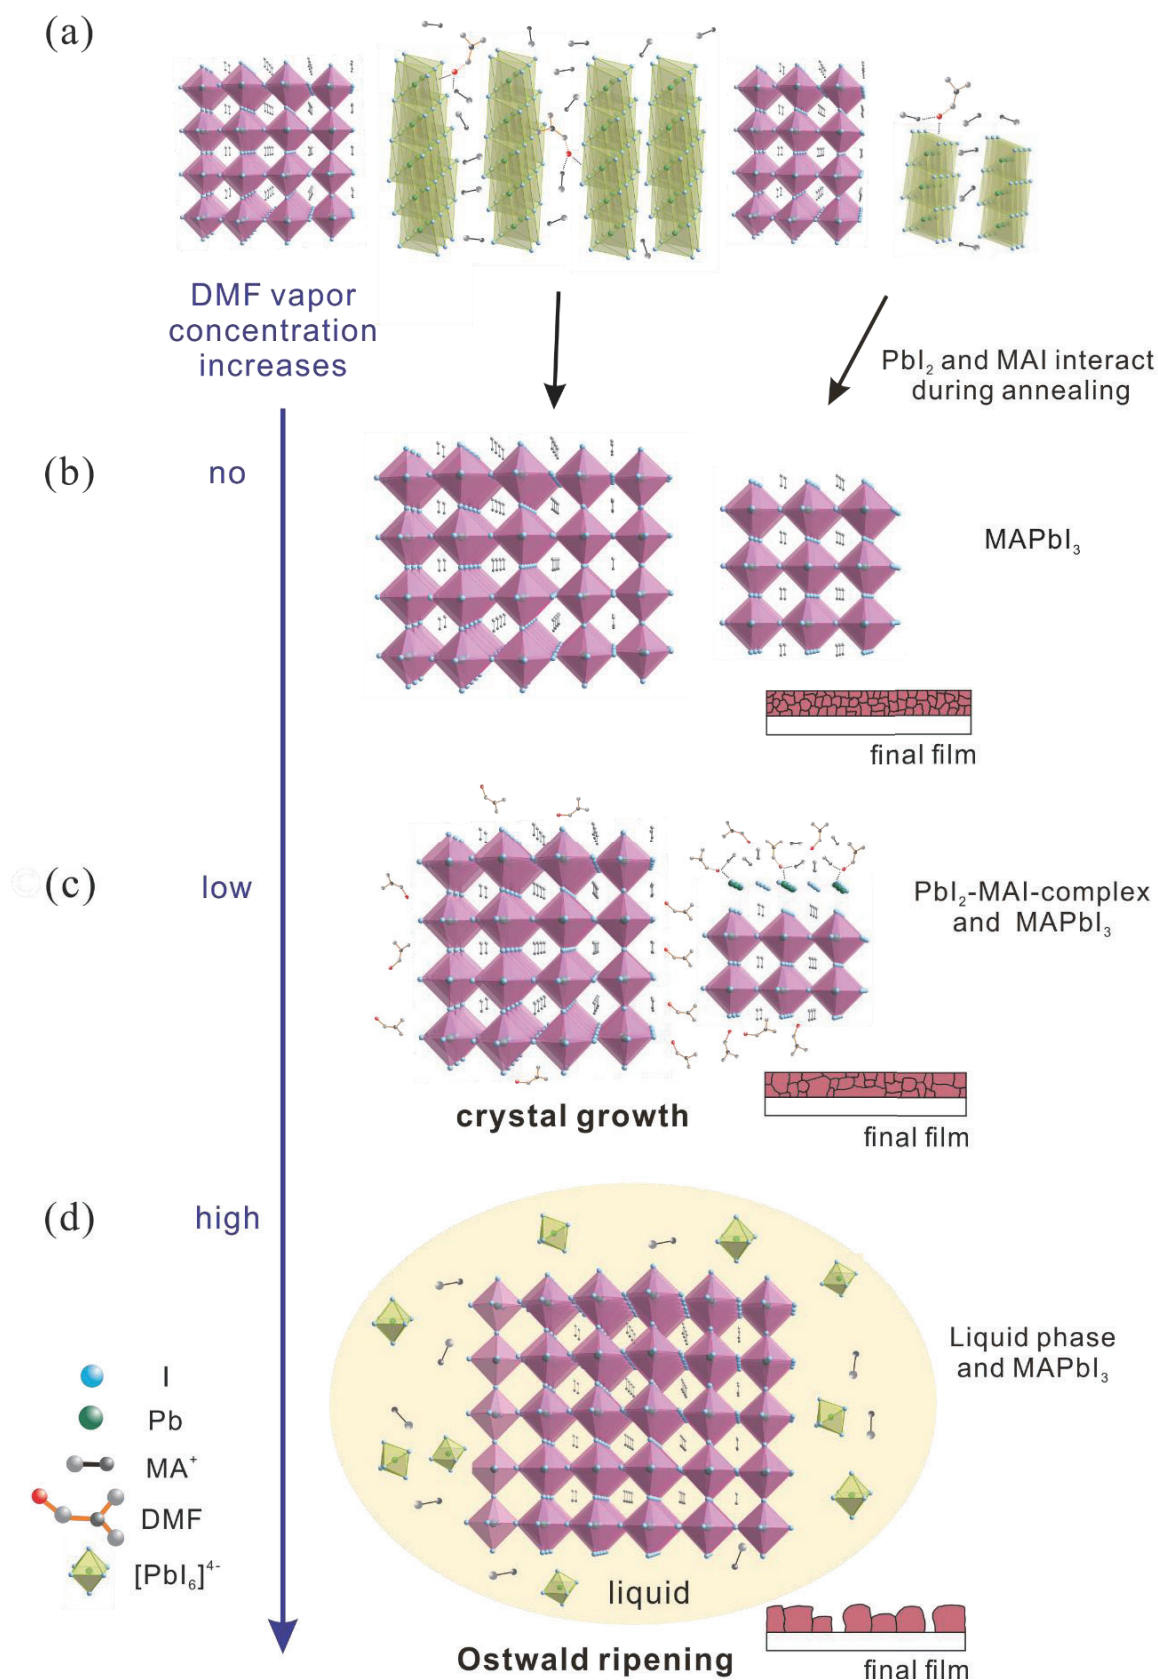 (a)
DMF vapor
concentration
increases
PbI₂ and MAI interact
during annealing
(b)
no
MAPbI₃
final film
(c)
low
PbI₂-MAI-complex
and MAPbI₃
crystal growth
final film
(d)
high
Liquid phase
and MAPbI₃
I
Pb
MA⁺
DMF
[PbI₆]⁴⁻
liquid
Ostwald ripening
final film